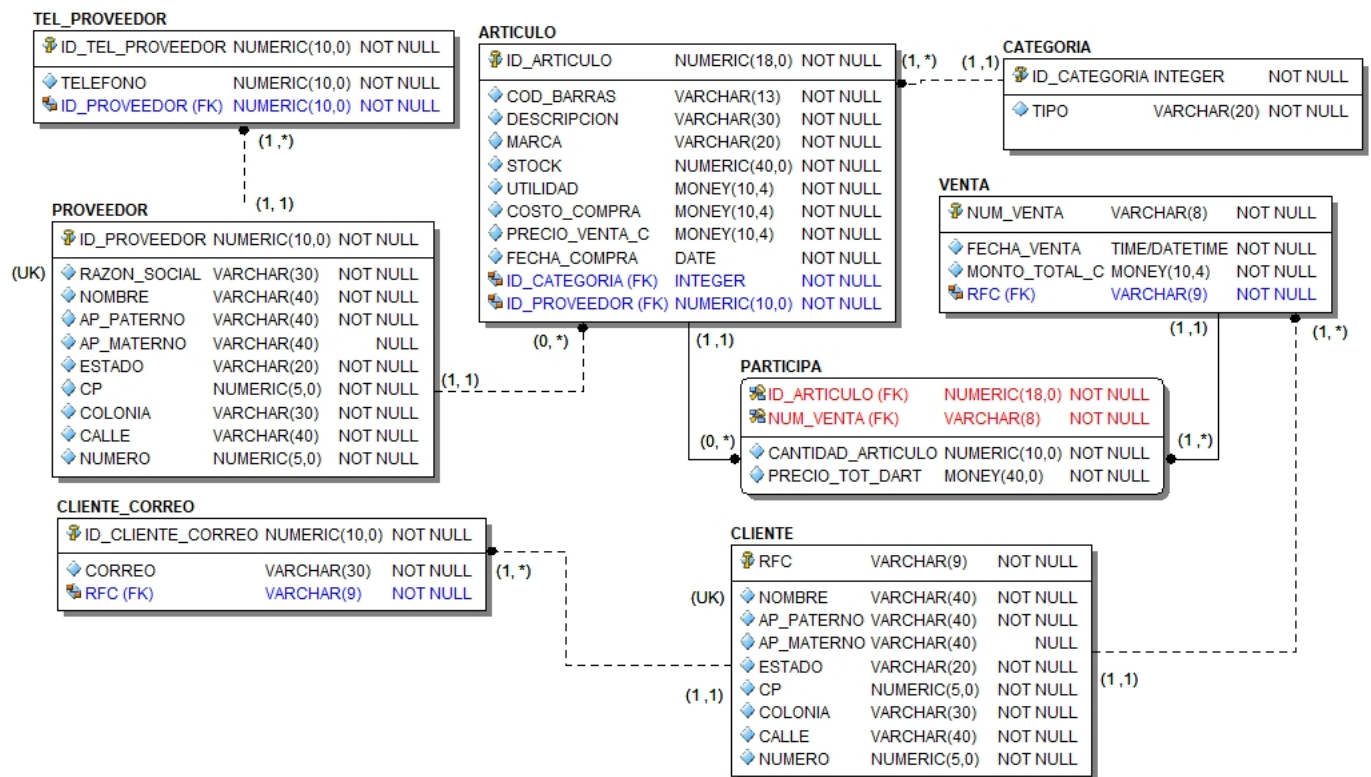 TEL_PROVEEDOR
ID_TEL_PROVEEDOR NUMERIC(10,0) NOT NULL
TELEFONO NUMERIC(10,0) NOT NULL
ID_PROVEEDOR (FK) NUMERIC(10,0) NOT NULL
(1 ,*)
(1, 1)
PROVEEDOR
ID_PROVEEDOR NUMERIC(10,0) NOT NULL
(UK) RAZON_SOCIAL VARCHAR(30) NOT NULL
NOMBRE VARCHAR(40) NOT NULL
AP_PATERNO VARCHAR(40) NOT NULL
AP_MATERNO VARCHAR(40) NULL
ESTADO VARCHAR(20) NOT NULL
CP NUMERIC(5,0) NOT NULL
COLONIA VARCHAR(30) NOT NULL
CALLE VARCHAR(40) NOT NULL
NUMERO NUMERIC(5,0) NOT NULL
(1, 1)
(0, *)
ARTICULO
ID_ARTICULO NUMERIC(18,0) NOT NULL
COD_BARRAS VARCHAR(13) NOT NULL
DESCRIPCION VARCHAR(30) NOT NULL
MARCA VARCHAR(20) NOT NULL
STOCK NUMERIC(40,0) NOT NULL
UTILIDAD MONEY(10,4) NOT NULL
COSTO_COMPRA MONEY(10,4) NOT NULL
PRECIO_VENTA_C MONEY(10,4) NOT NULL
FECHA_COMPRA DATE NOT NULL
ID_CATEGORIA (FK) INTEGER NOT NULL
ID_PROVEEDOR (FK) NUMERIC(10,0) NOT NULL
(1, *) (1 ,1)
CATEGORIA
ID_CATEGORIA INTEGER NOT NULL
TIPO VARCHAR(20) NOT NULL
VENTA
NUM_VENTA VARCHAR(8) NOT NULL
FECHA_VENTA TIME/DATETIME NOT NULL
MONTO_TOTAL_C MONEY(10,4) NOT NULL
RFC (FK) VARCHAR(9) NOT NULL
(1,1)
(1,1)
(1, *)
PARTICIPA
ID_ARTICULO (FK) NUMERIC(18,0) NOT NULL
NUM_VENTA (FK) VARCHAR(8) NOT NULL
CANTIDAD_ARTICULO NUMERIC(10,0) NOT NULL
PRECIO_TOT_DART MONEY(40,0) NOT NULL
(0, *)
(1 ,*)
CLIENTE_CORREO
ID_CLIENTE_CORREO NUMERIC(10,0) NOT NULL
CORREO VARCHAR(30) NOT NULL
RFC (FK) VARCHAR(9) NOT NULL
(1, *)
(1 ,1)
CLIENTE
RFC VARCHAR(9) NOT NULL
(UK) NOMBRE VARCHAR(40) NOT NULL
AP_PATERNO VARCHAR(40) NOT NULL
AP_MATERNO VARCHAR(40) NULL
ESTADO VARCHAR(20) NOT NULL
CP NUMERIC(5,0) NOT NULL
COLONIA VARCHAR(30) NOT NULL
CALLE VARCHAR(40) NOT NULL
NUMERO NUMERIC(5,0) NOT NULL
(1 ,1)